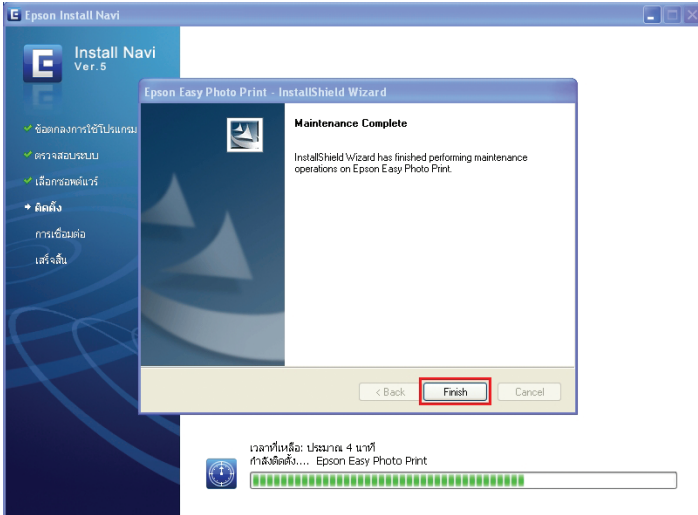 Epson Install Navi
Install Navi
Ver.5
ข้อตกลงการใช้โปรแกรม
ตรวจสอบระบบ
เลือกซอฟต์แวร์
ติดตั้ง
การเชื่อมต่อ
เสร็จสิ้น
Epson Easy Photo Print - InstallShield Wizard
Maintenance Complete
InstallShield Wizard has finished performing maintenance
operations on Epson Easy Photo Print.
< Back
Finish
Cancel
เวลาที่เหลือ: ประมาณ 4 นาที
กำลังติดตั้ง.... Epson Easy Photo Print